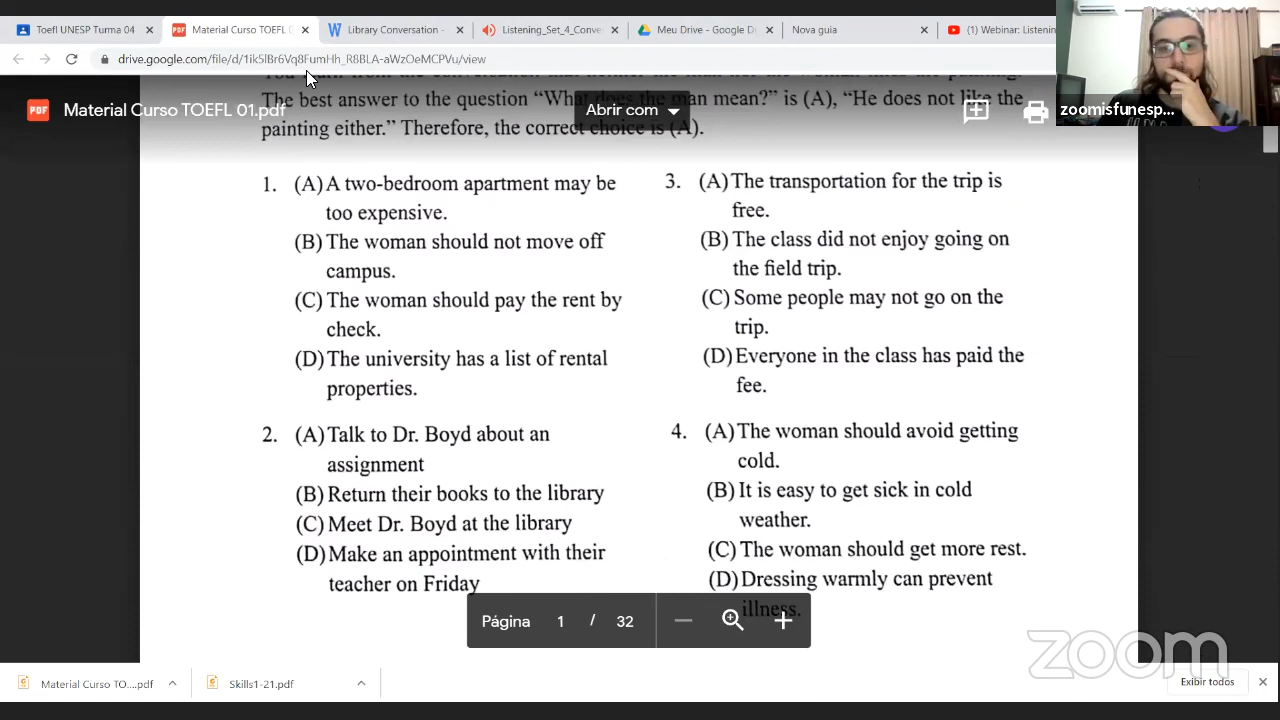 Toefl UNESP Turma 04
Material Curso TOEFL
Library Conversation -
Listening_Set_4_Conve
Meu Drive - Google D
Nova guia
(1) Webinar: Listenin
drive.google.com/file/d/1ik5lBr6Vq8FumHh_R8BLA-aWzOeMCPVu/view
PDF Material Curso TOEFL 01.pdf
Abrir com
zoomisfunesp...
The best answer to the question “What does the man mean?” is (A), “He does not like the
painting either.” Therefore, the correct choice is (A).
1. (A) A two-bedroom apartment may be
too expensive.
(B) The woman should not move off
campus.
(C) The woman should pay the rent by
check.
(D) The university has a list of rental
properties.
2. (A) Talk to Dr. Boyd about an
assignment
(B) Return their books to the library
(C) Meet Dr. Boyd at the library
(D) Make an appointment with their
teacher on Friday
3. (A) The transportation for the trip is
free.
(B) The class did not enjoy going on
the field trip.
(C) Some people may not go on the
trip.
(D) Everyone in the class has paid the
fee.
4. (A) The woman should avoid getting
cold.
(B) It is easy to get sick in cold
weather.
(C) The woman should get more rest.
(D) Dressing warmly can prevent
illness.
Página 1 / 32
zoom
Material Curso TO....pdf
Skills1-21.pdf
Exibir todos